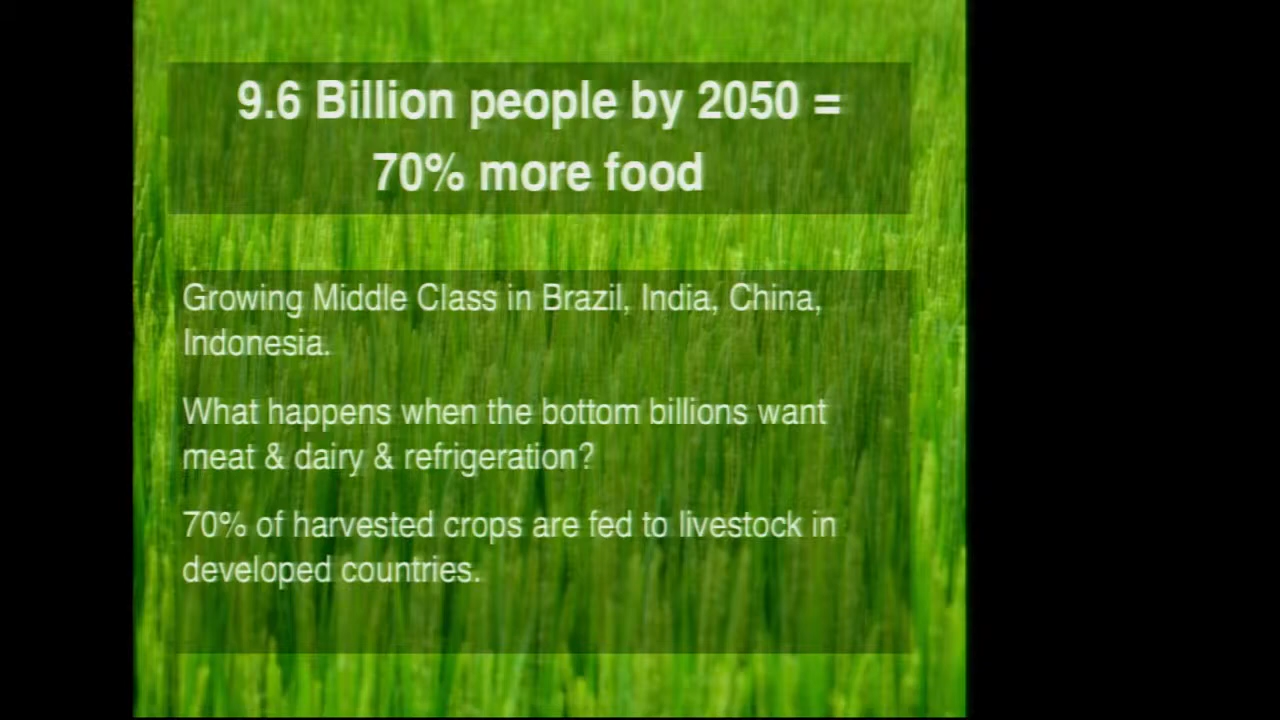 9.6 Billion people by 2050 =
70% more food
Growing Middle Class in Brazil, India, China,
Indonesia.
What happens when the bottom billions want
meat & dairy & refrigeration?
70% of harvested crops are fed to livestock in
developed countries.